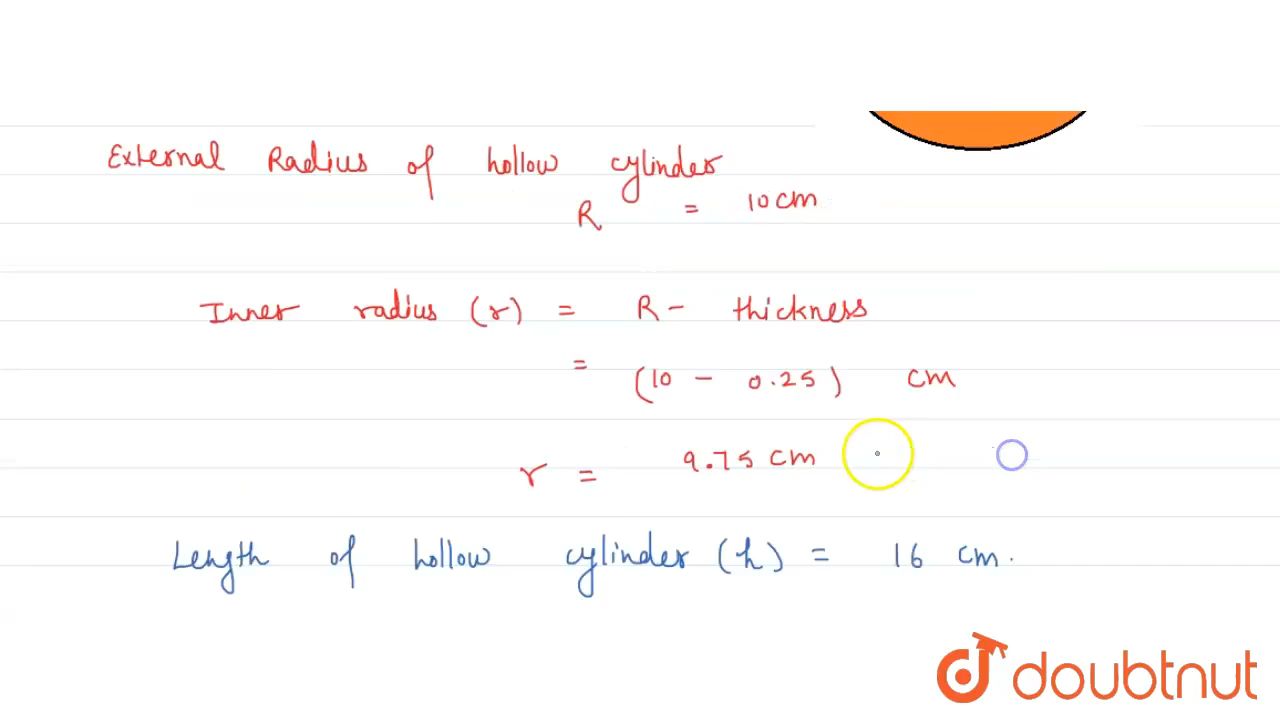 External Radius of hollow cylinder
R = 10 cm
Inner radius (r) = R - thickness
= (10 - 0.25) cm
r = 9.75 cm
Length of hollow cylinder (h) = 16 cm.
doubtnut